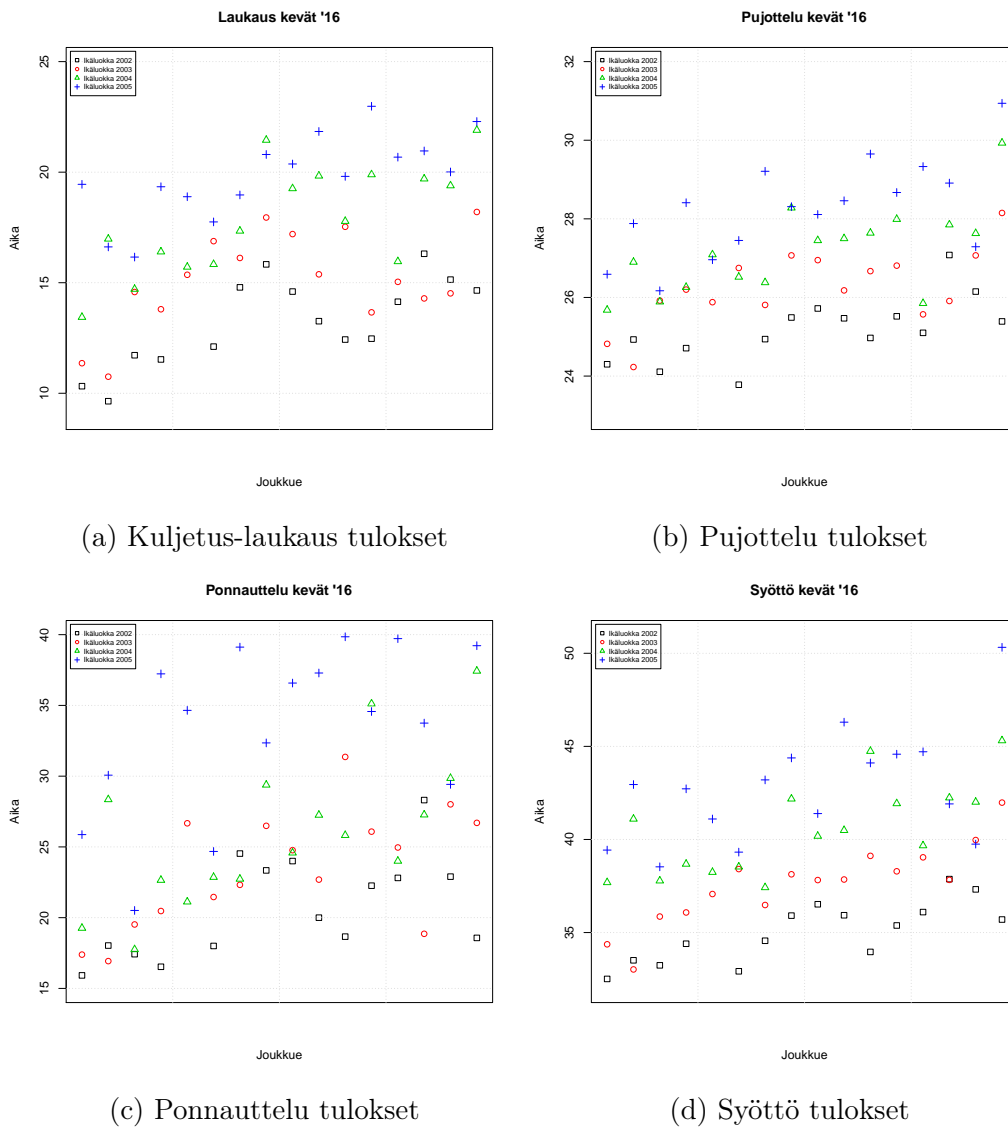 Laukaus kevät '16
25
20
15
10
Aika
Ikäluokka 2002
Ikäluokka 2003
Ikäluokka 2004
Ikäluokka 2005
Joukkue
(a) Kuljetus-laukaus tulokset
Pujottelu kevät '16
32
30
28
26
24
Aika
Ikäluokka 2002
Ikäluokka 2003
Ikäluokka 2004
Ikäluokka 2005
Joukkue
(b) Pujottelu tulokset
Ponnauttelu kevät '16
40
35
30
25
20
15
Aika
Ikäluokka 2002
Ikäluokka 2003
Ikäluokka 2004
Ikäluokka 2005
Joukkue
(c) Ponnauttelu tulokset
Syöttö kevät '16
50
45
40
35
Aika
Ikäluokka 2002
Ikäluokka 2003
Ikäluokka 2004
Ikäluokka 2005
Joukkue
(d) Syöttö tulokset